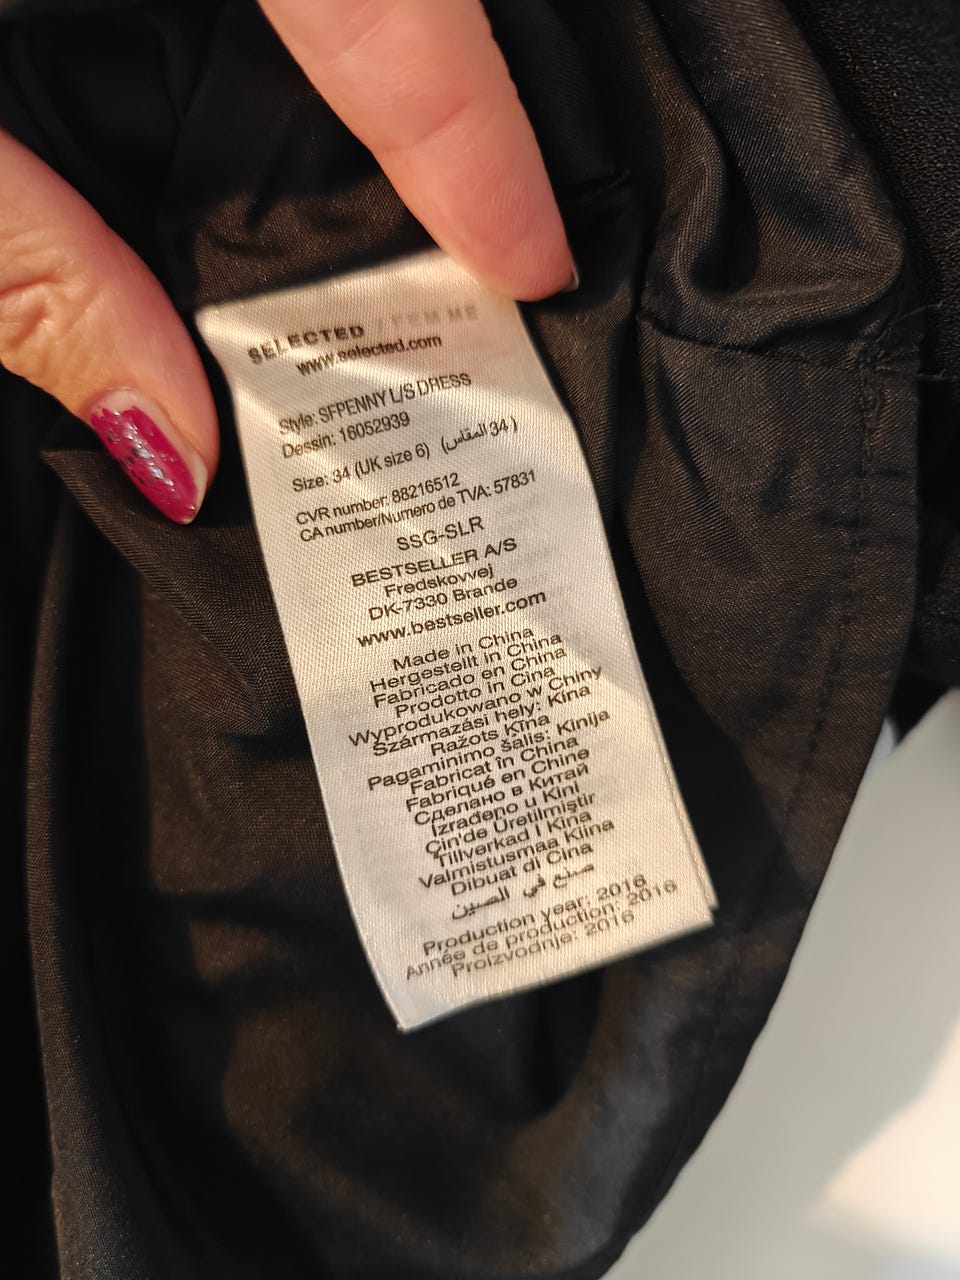 SELECTED / FEMME
www.selected.com
Style: SFPENNY L/S DRESS
Dessin: 16052939
Size: 34 (UK size 6) (المقاس 34)
CVR number: 88216512
CA number/Numero de TVA: 57831
SSG-SLR
BESTSELLER A/S
Fredskovvej
DK-7330 Brande
www.bestseller.com
Made in China
Hergestellt in China
Fabricado en China
Prodotto in Cina
Wyprodukowano w Chiny
Származási hely: Kína
Ražots Ķīna
Pagaminimo šalis: Kinija
Fabricat în China
Fabriqué en Chine
Сделано в Китай
Izrađeno u Kini
Çin'de Üretilmiştir
Tillverkad I Kina
Valmistusmaa Kiina
Dibuat di Cina
صنع في الصين
Production year: 2016
Année de production: 2016
Proizvodnje: 2016